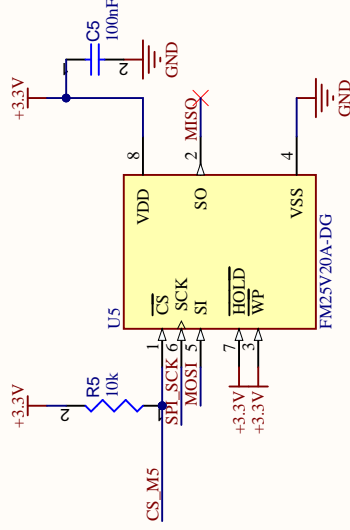 +3.3V
C5
100nF
1
2
GND
+3.3V
R5
10k
2
1
CS_M5
SPI_SCK
MOSI
+3.3V
+3.3V
1
6
5
7
3
U5
CS
SCK
SI
HOLD
WP
VDD
SO
VSS
FM25V20A-DG
8
2
4
MISO
GND